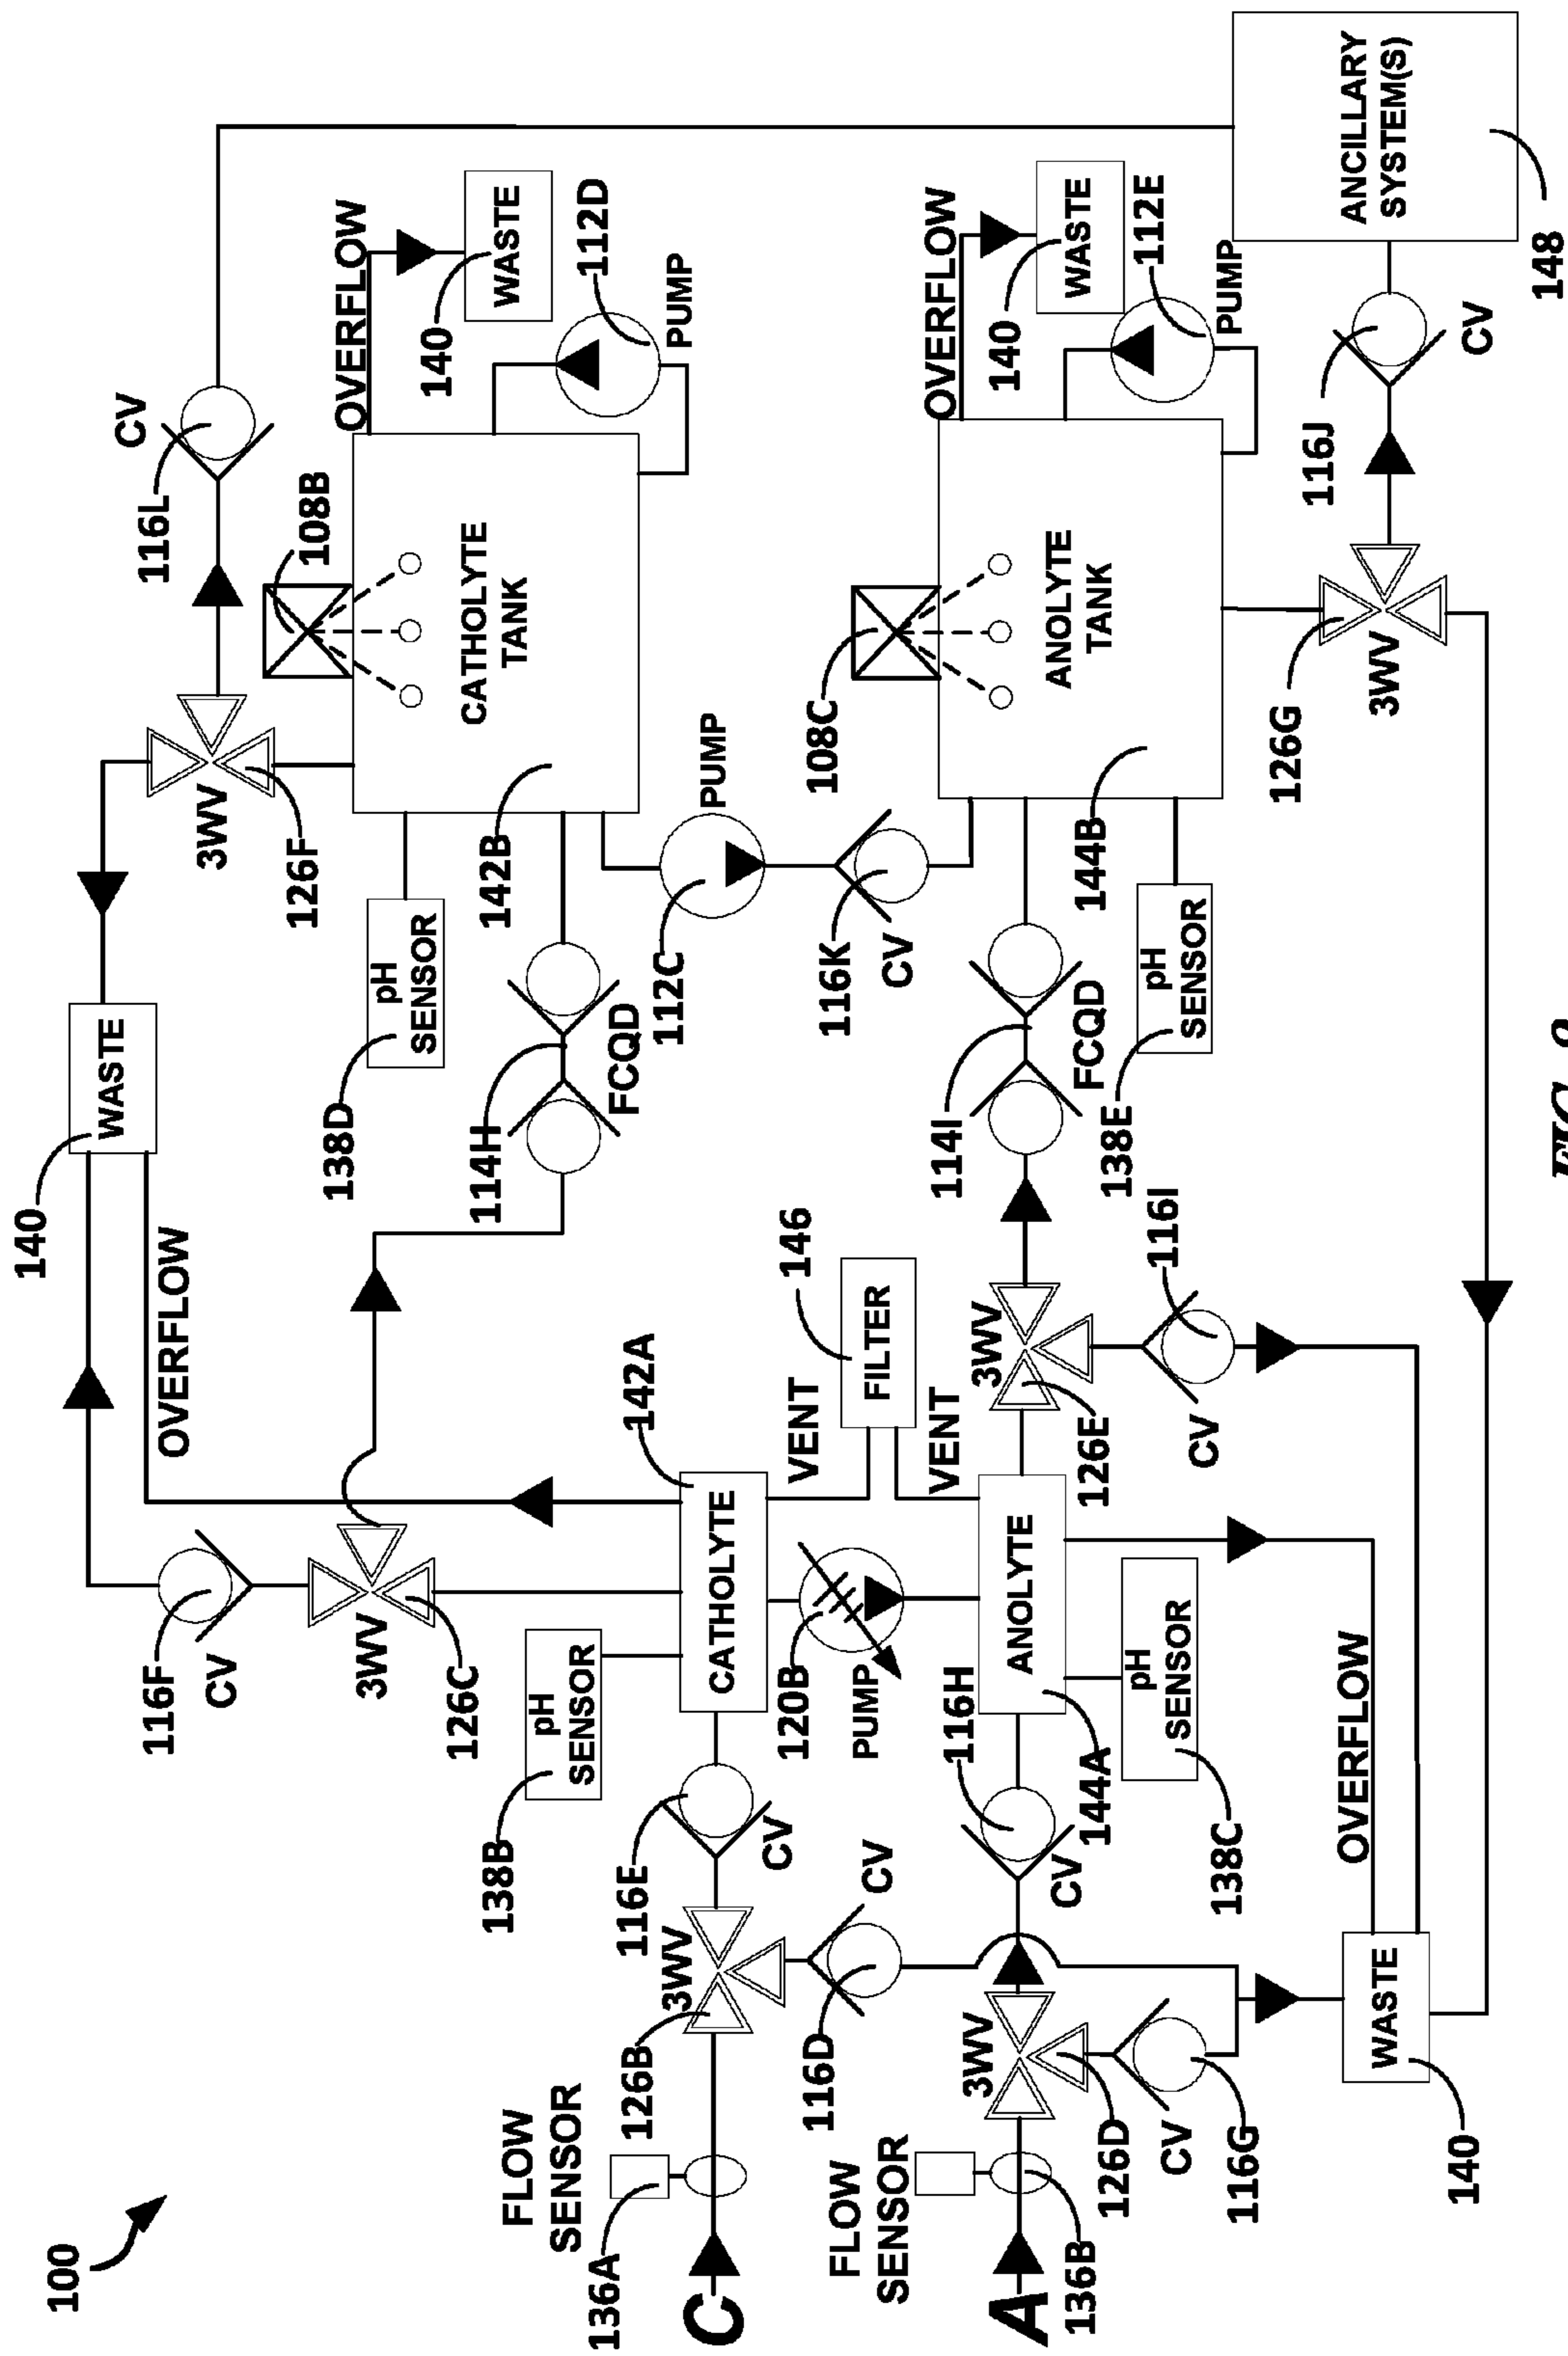 100
140
WASTE
OVERFLOW
116F
CV
3WV
126C
116L
CV
3WV
126F
108B
OVERFLOW
140
WASTE
112D
PUMP
138D
pH
SENSOR
142B
CATHOLYTE
TANK
114H
FCQD
112C
PUMP
FLOW
SENSOR
136A
C
126B
3WV
116E
CV
138B
pH
SENSOR
142A
CATHOLYTE
VENT
146
FILTER
VENT
120B
PUMP
116D
CV
116K
CV
108C
OVERFLOW
140
WASTE
112E
PUMP
FLOW
SENSOR
136B
A
3WV
126D
CV
116G
116H
CV
144A
ANOLYTE
138C
pH
SENSOR
3WV
126E
116I
CV
114I
FCQD
138E
pH
SENSOR
144B
ANOLYTE
TANK
126G
3WV
116J
CV
ANCILLARY
SYSTEM(S)
148
OVERFLOW
WASTE
140
FIG.